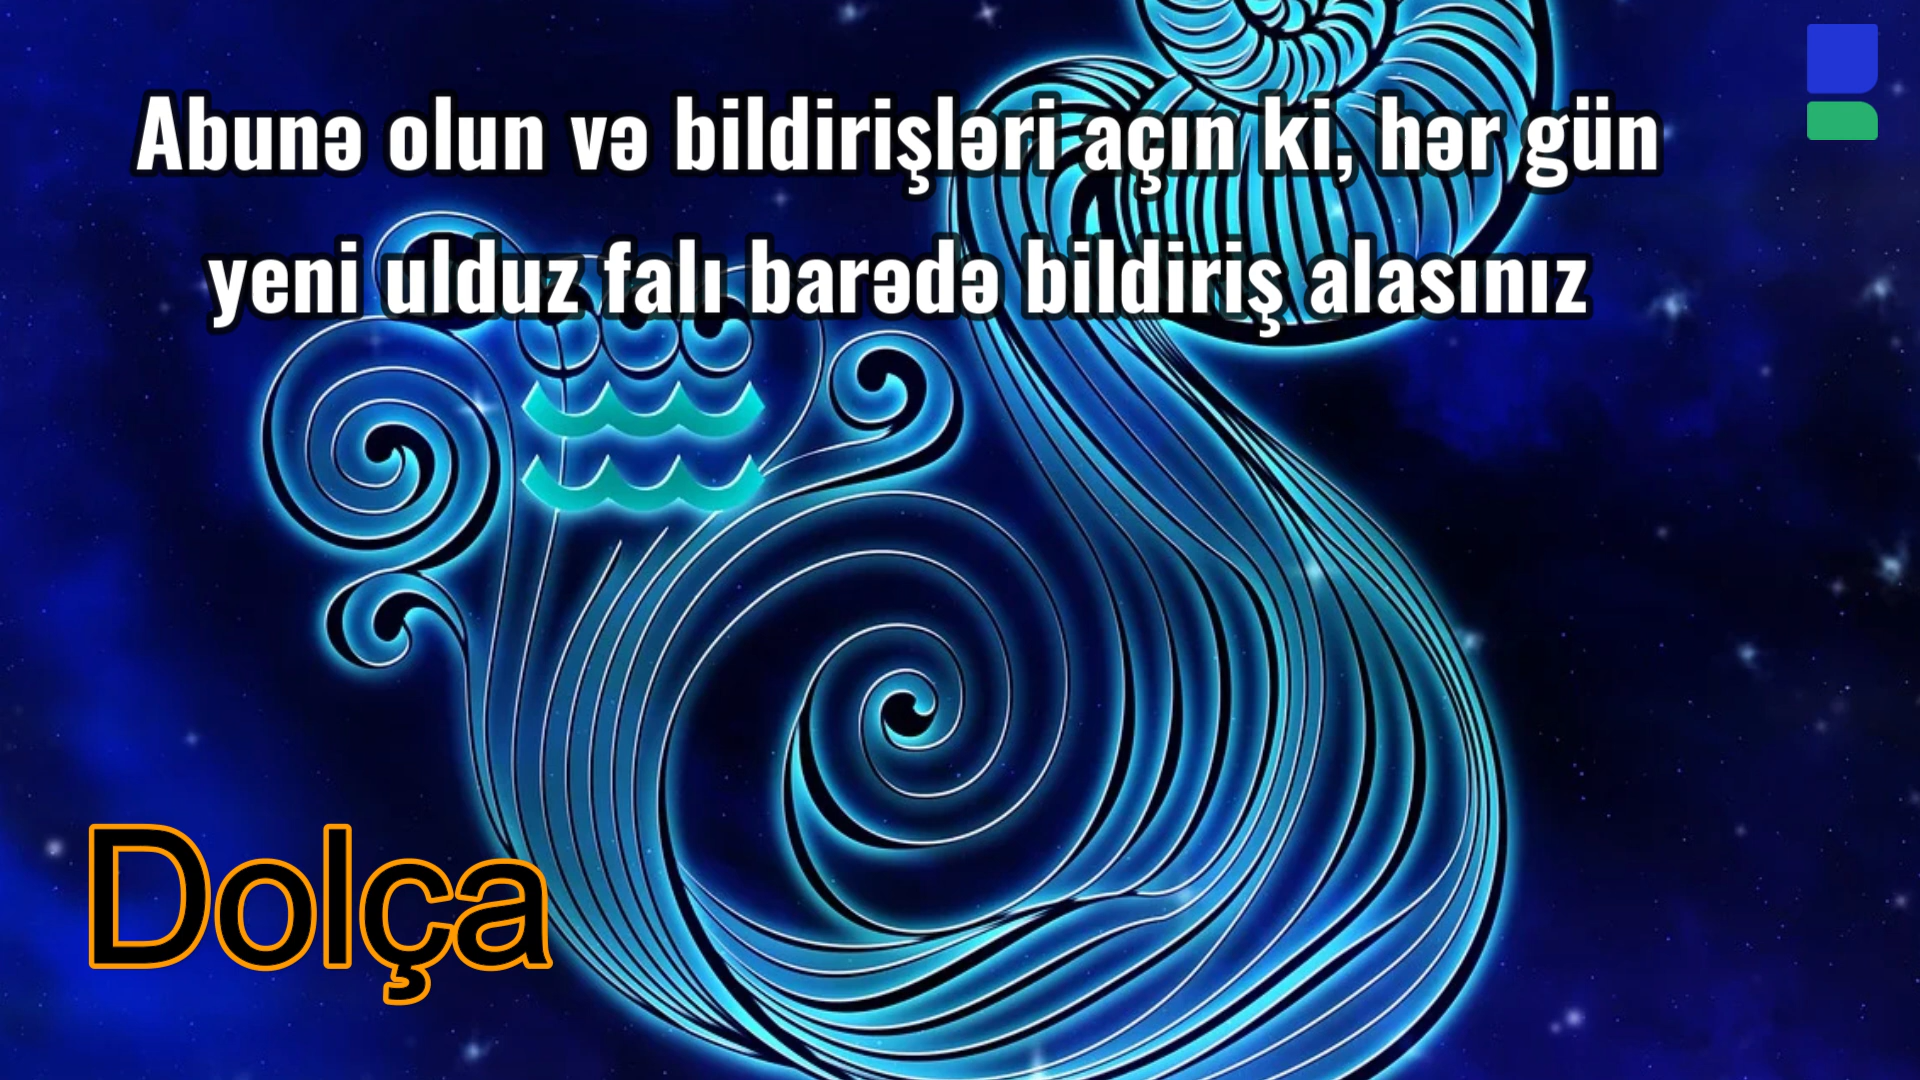 Abunə olun və bildirişləri açın ki, hər gün
yeni ulduz falı barədə bildiriş alasınız
Dolça